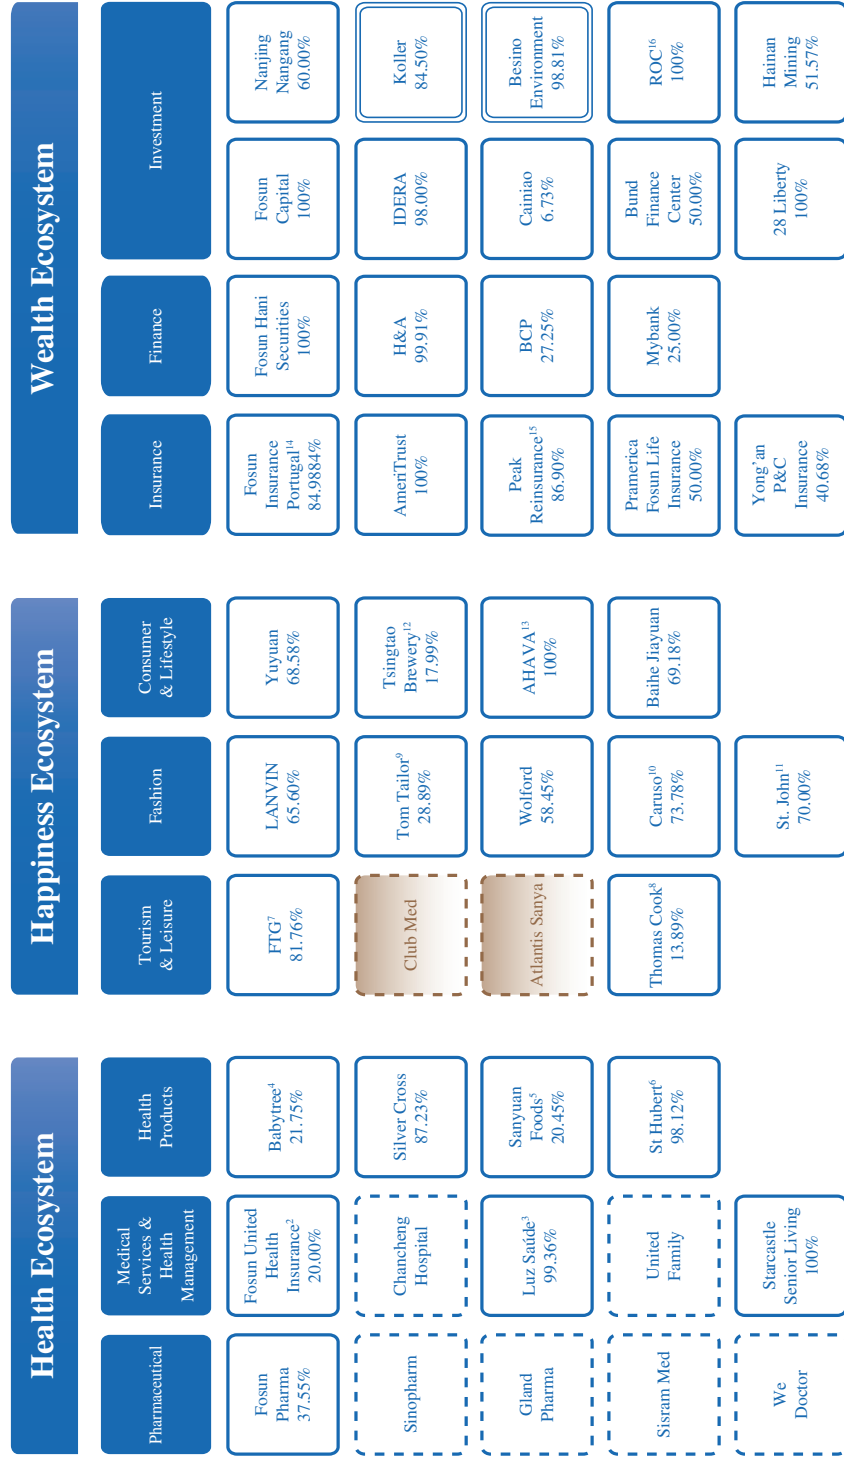 Health Ecosystem
Pharmaceutical
Fosun
Pharma
37.55%
Sinopharm
Gland
Pharma
Sisram Med
We
Doctor
Medical
Services &
Health
Management
Fosun United
Health
Insurance²
20.00%
Chancheng
Hospital
Luz Saúde³
99.36%
United
Family
Starcastle
Senior Living
100%
Health
Products
Babytree⁴
21.75%
Silver Cross
87.23%
Sanyuan
Foods⁵
20.45%
St Hubert⁶
98.12%
Happiness Ecosystem
Tourism
& Leisure
FTG⁷
81.76%
Club Med
Atlantis Sanya
Thomas Cook⁸
13.89%
Fashion
LANVIN
65.60%
Tom Tailor⁹
28.89%
Wolford
58.45%
Caruso¹⁰
73.78%
St. John¹¹
70.00%
Consumer
& Lifestyle
Yuyuan
68.58%
Tsingtao
Brewery¹²
17.99%
AHAVA¹³
100%
Baihe Jiayuan
69.18%
Wealth Ecosystem
Insurance
Fosun
Insurance
Portugal¹⁴
84.9884%
AmeriTrust
100%
Peak
Reinsurance¹⁵
86.90%
Pramerica
Fosun Life
Insurance
50.00%
Yong’an
P&C
Insurance
40.68%
Finance
Fosun Hani
Securities
100%
H&A
99.91%
BCP
27.25%
Mybank
25.00%
Investment
Fosun
Capital
100%
Nanjing
Nangang
60.00%
IDERA
98.00%
Koller
84.50%
Cainiao
6.73%
Besino
Environment
98.81%
Bund
Finance
Center
50.00%
ROC¹⁶
100%
28 Liberty
100%
Hainan
Mining
51.57%